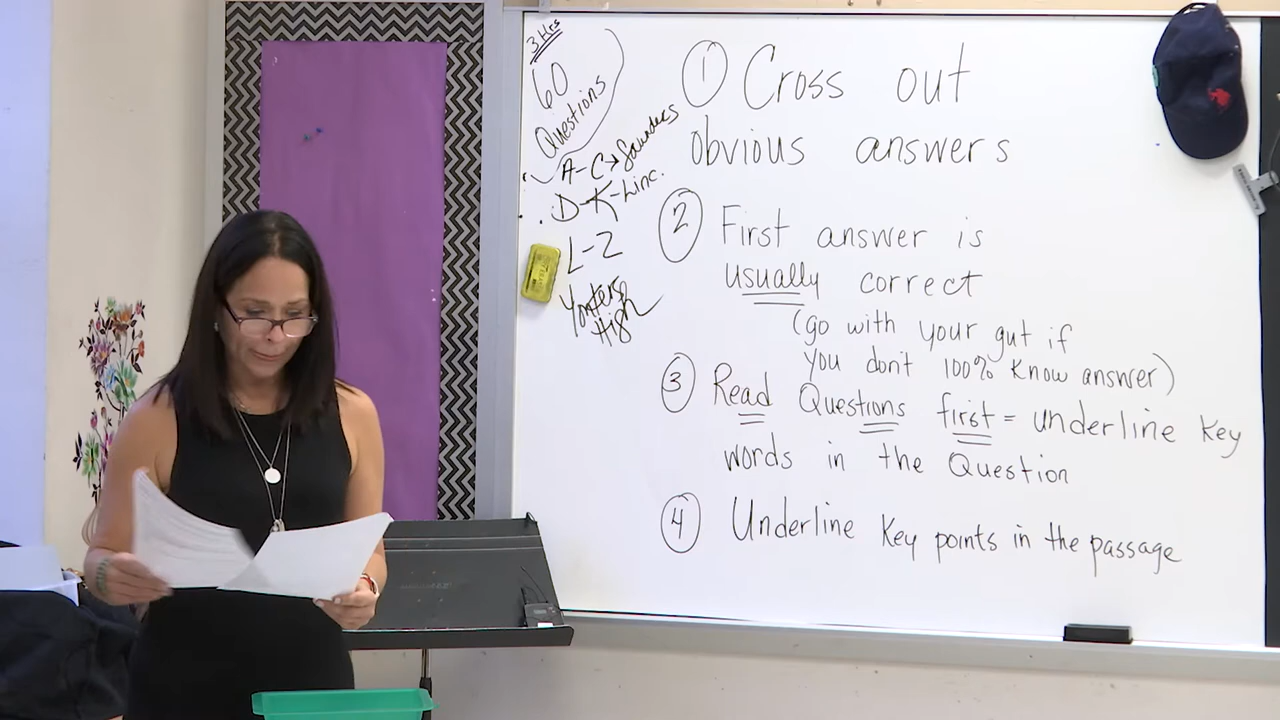 3 Hrs
60
Questions
A-C→Saunders
D-K-Linc.
L-Z
Yonkers
High
① Cross out
obvious answers
② First answer is
usually correct
(go with your gut if
you don't 100% know answer)
③ Read Questions first = underline key
words in the Question
④ Underline key points in the passage